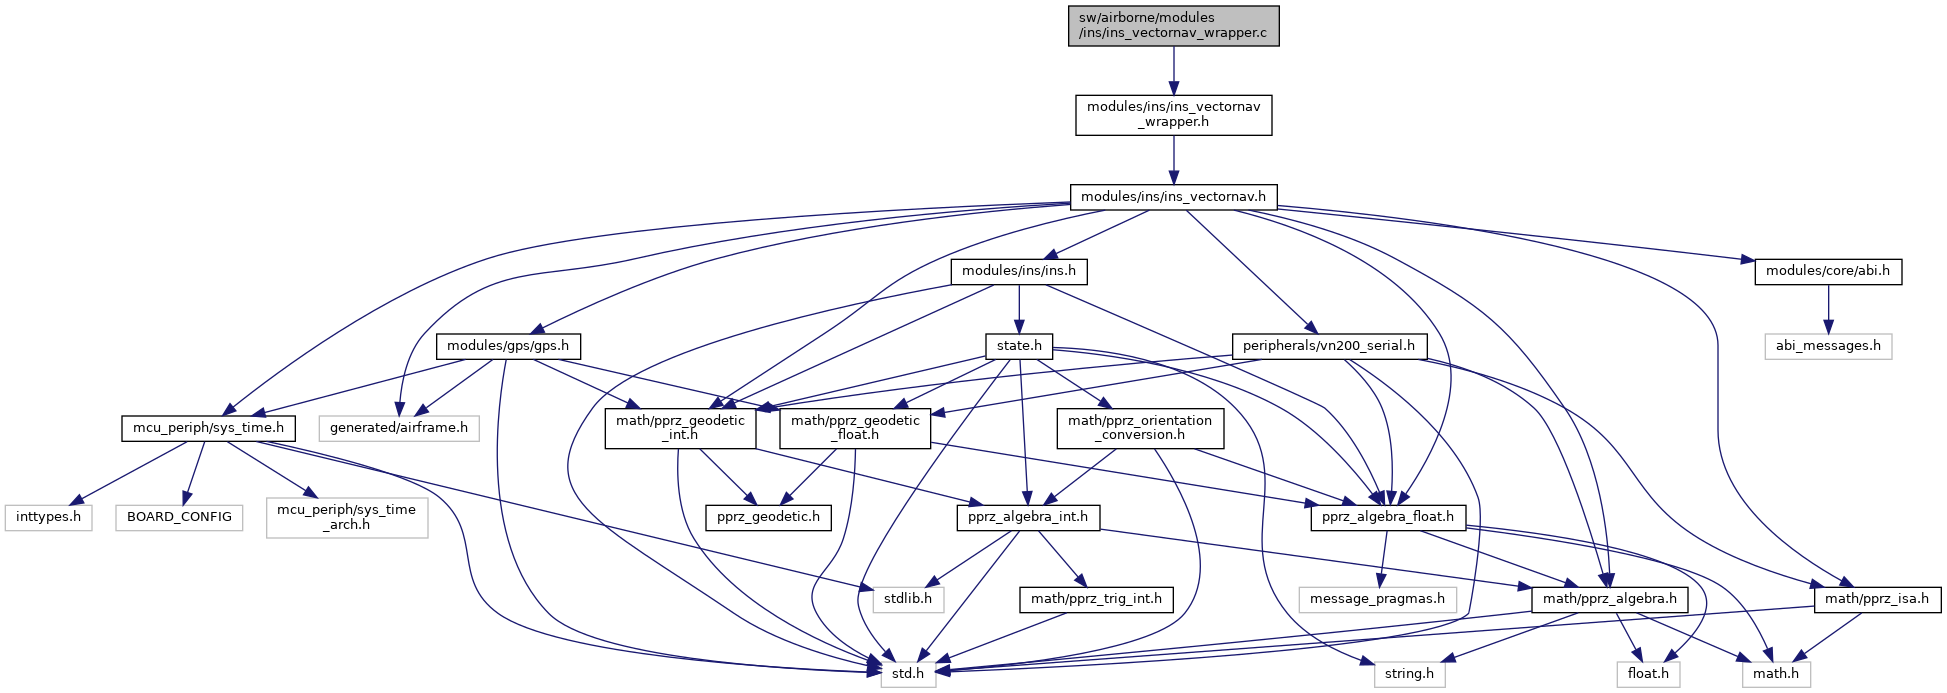 sw/airborne/modules
/ins/ins_vectornav_wrapper.c
modules/ins/ins_vectornav
_wrapper.h
modules/ins/ins_vectornav.h
modules/ins/ins.h
modules/core/abi.h
modules/gps/gps.h
state.h
peripherals/vn200_serial.h
abi_messages.h
mcu_periph/sys_time.h
generated/airframe.h
math/pprz_geodetic
_int.h
math/pprz_geodetic
_float.h
math/pprz_orientation
_conversion.h
inttypes.h
BOARD_CONFIG
mcu_periph/sys_time
_arch.h
pprz_geodetic.h
pprz_algebra_int.h
pprz_algebra_float.h
stdlib.h
math/pprz_trig_int.h
message_pragmas.h
math/pprz_algebra.h
math/pprz_isa.h
std.h
string.h
float.h
math.h